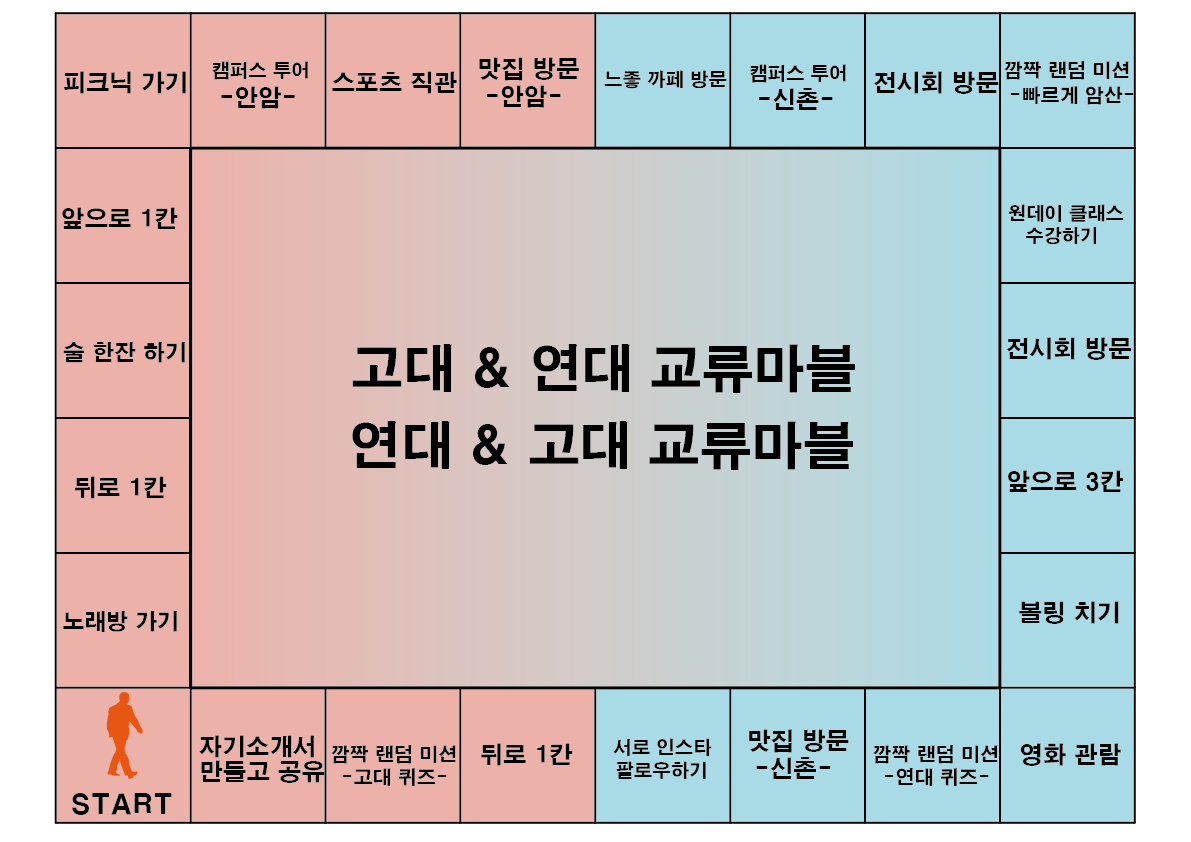 피크닉 가기
캠퍼스 투어
-안암-
스포츠 직관
맛집 방문
-안암-
느좋 까페 방문
캠퍼스 투어
-신촌-
전시회 방문
깜짝 랜덤 미션
-빠르게 암산-
앞으로 1칸
원데이 클래스
수강하기
술 한잔 하기
전시회 방문
고대 & 연대 교류마블
연대 & 고대 교류마블
뒤로 1칸
앞으로 3칸
노래방 가기
볼링 치기
START
자기소개서
만들고 공유
깜짝 랜덤 미션
-고대 퀴즈-
뒤로 1칸
서로 인스타
팔로우하기
맛집 방문
-신촌-
깜짝 랜덤 미션
-연대 퀴즈-
영화 관람